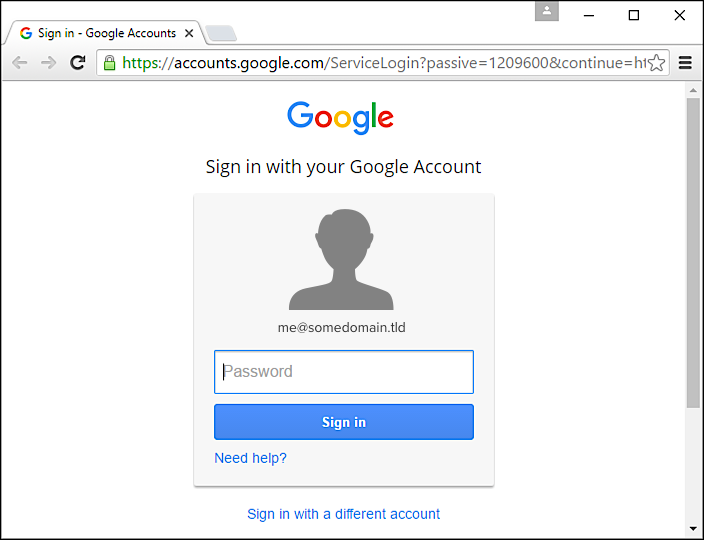 Sign in - Google Accounts
https://accounts.google.com/ServiceLogin?passive=1209600&continue=ht
Google
Sign in with your Google Account
me@somedomain.tld
Password
Sign in
Need help?
Sign in with a different account